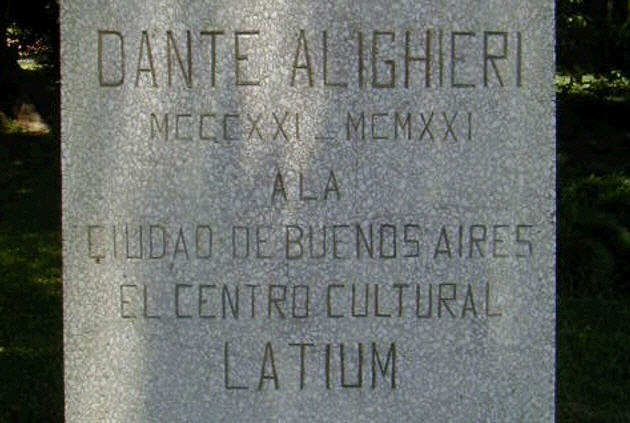 DANTE ALIGHIERI
MCCCXXI - MCMXXI
A LA
CIUDAD DE BUENOS AIRES
EL CENTRO CULTURAL
LATIUM